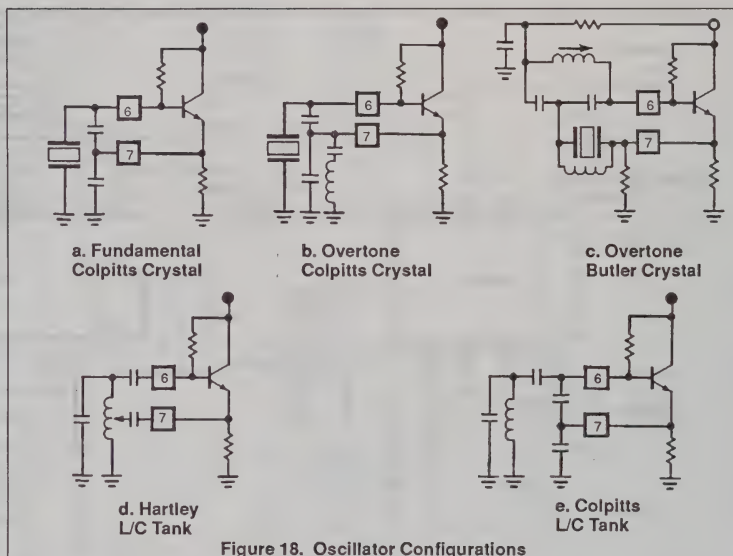 6
7
a. Fundamental
Colpitts Crystal
6
7
b. Overtone
Colpitts Crystal
6
7
c. Overtone
Butler Crystal
6
7
d. Hartley
L/C Tank
6
7
e. Colpitts
L/C Tank
Figure 18. Oscillator Configurations